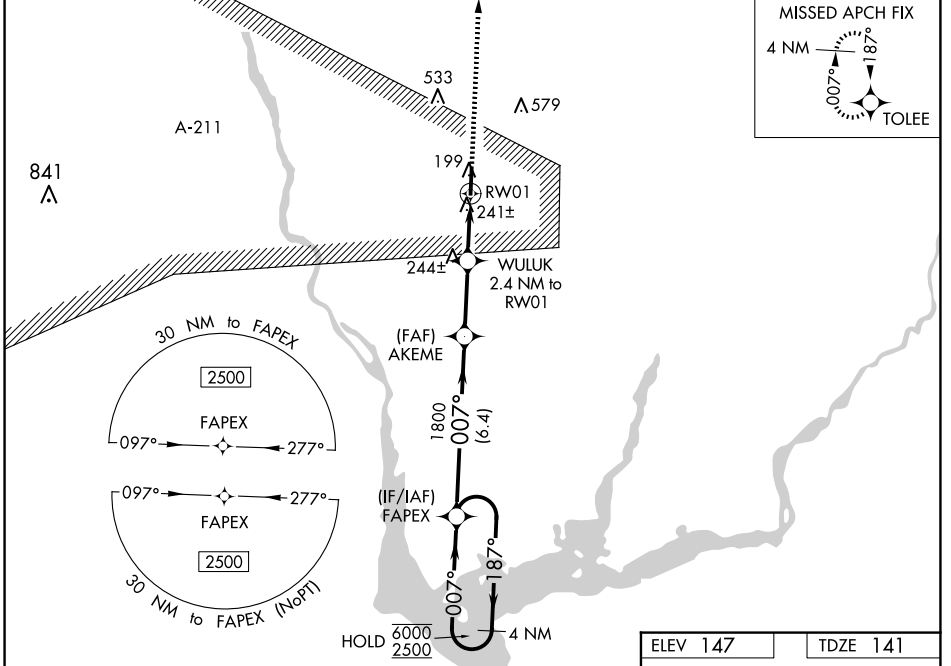 MISSED APCH FIX
4 NM
187°
007°
TOLEE
533
579
A-211
841
199
RW01
241±
244±
WULUK
2.4 NM to
RW01
(FAF)
AKEME
30 NM to FAPEX
2500
FAPEX
097°
277°
1800
007°
(6.4)
097°
277°
FAPEX
2500
30 NM to FAPEX (NoPT)
(IF/IAF)
FAPEX
007°
187°
HOLD
6000
2500
4 NM
ELEV 147
TDZE 141